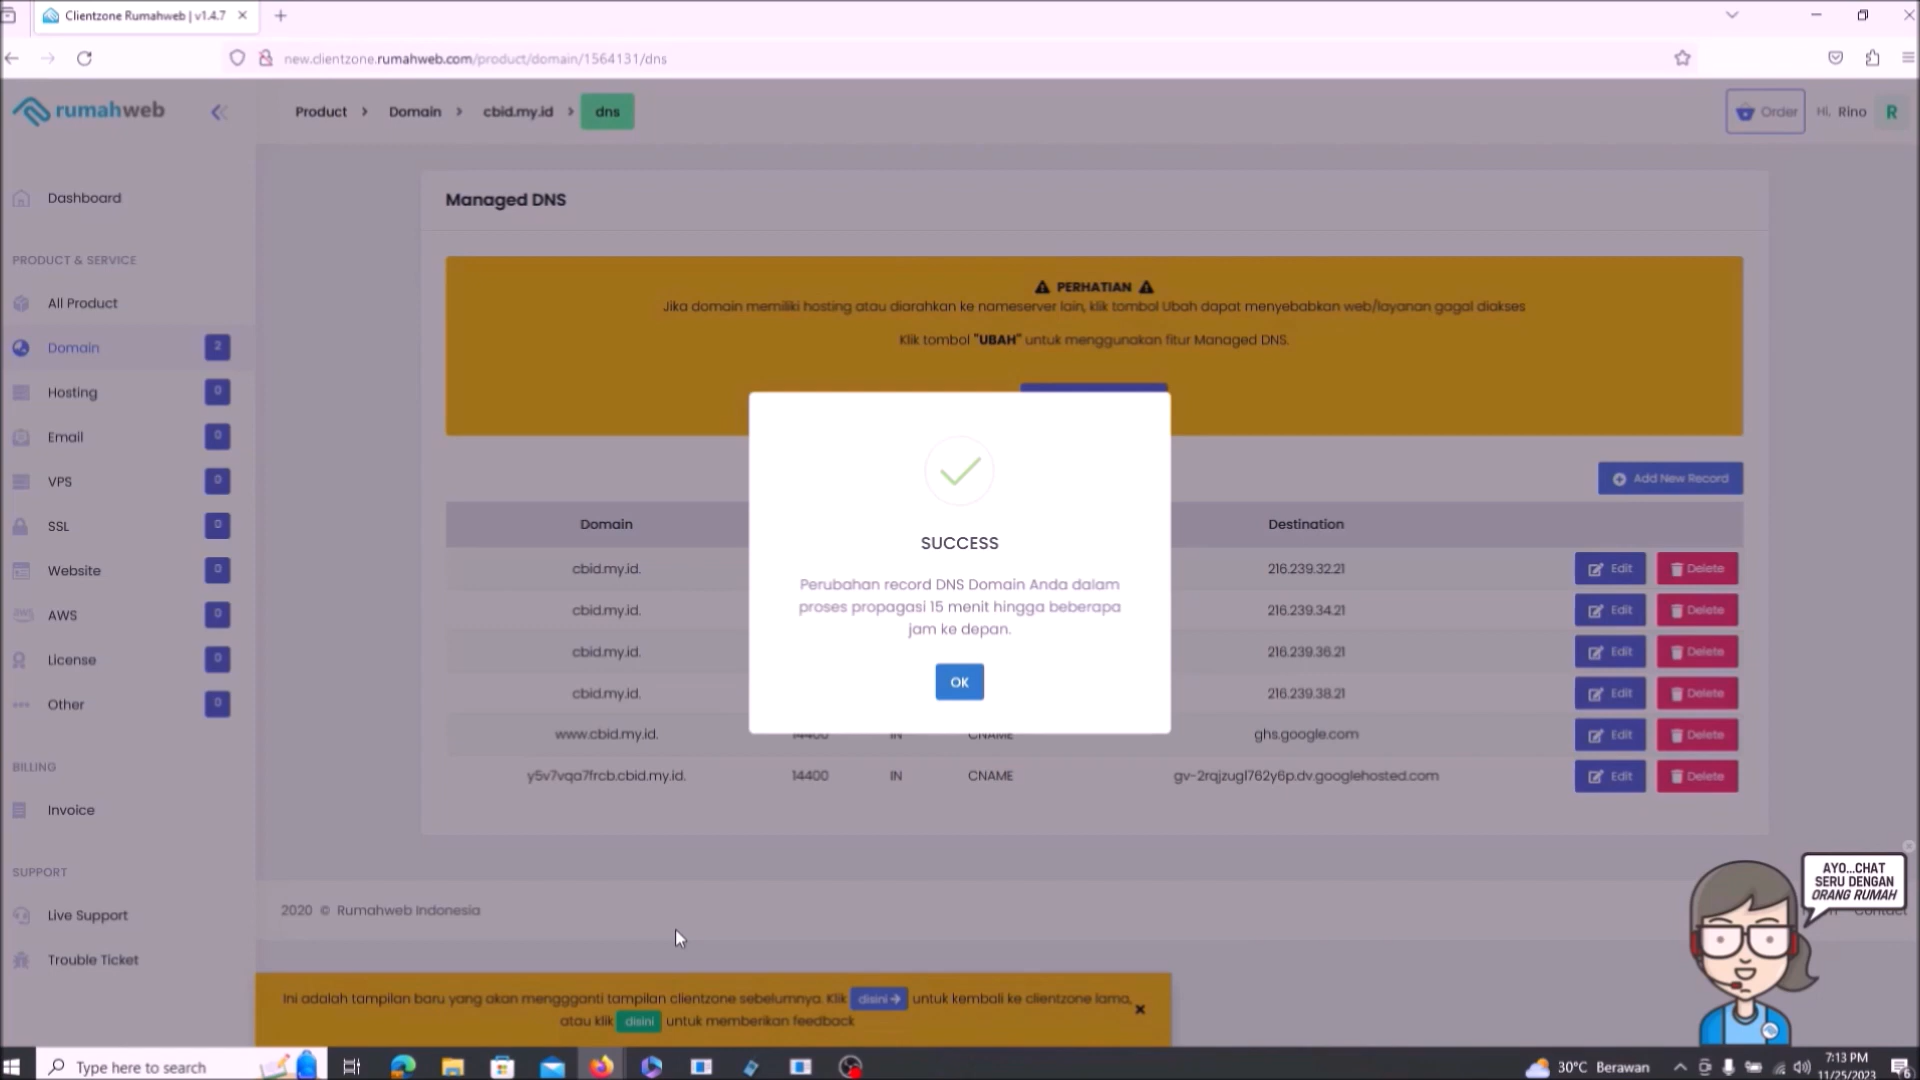 Clientzone Rumahweb | v1.4.7
new.clientzone.rumahweb.com/product/domain/1564131/dns
rumahweb
Product > Domain > cbid.my.id > dns
Order
Hi, Rino
R
Dashboard
PRODUCT & SERVICE
All Product
Domain 2
Hosting 0
Email 0
VPS 0
SSL 0
Website 0
AWS 0
License 0
Other 0
BILLING
Invoice
SUPPORT
Live Support
Trouble Ticket
Managed DNS
PERHATIAN
Jika domain memiliki hosting atau diarahkan ke nameserver lain, klik tombol Ubah dapat menyebabkan web/layanan gagal diakses
Klik tombol "UBAH" untuk menggunakan fitur Managed DNS.
Add New Record
Domain Destination
cbid.my.id. 216.239.32.21 Edit Delete
cbid.my.id. 216.239.34.21 Edit Delete
cbid.my.id. 216.239.36.21 Edit Delete
cbid.my.id. 216.239.38.21 Edit Delete
www.cbid.my.id. 14400 IN CNAME ghs.google.com Edit Delete
y5v7vqa7frcb.cbid.my.id. 14400 IN CNAME gv-2rqjzugl762y6p.dv.googlehosted.com Edit Delete
SUCCESS
Perubahan record DNS Domain Anda dalam
proses propagasi 15 menit hingga beberapa
jam ke depan.
OK
2020 © Rumahweb Indonesia
Contact
AYO...CHAT
SERU DENGAN
ORANG RUMAH
Ini adalah tampilan baru yang akan menggganti tampilan clientzone sebelumnya. Klik disini untuk kembali ke clientzone lama,
atau klik disini untuk memberikan feedback
Type here to search
30°C Berawan
7:13 PM
11/25/2023
6